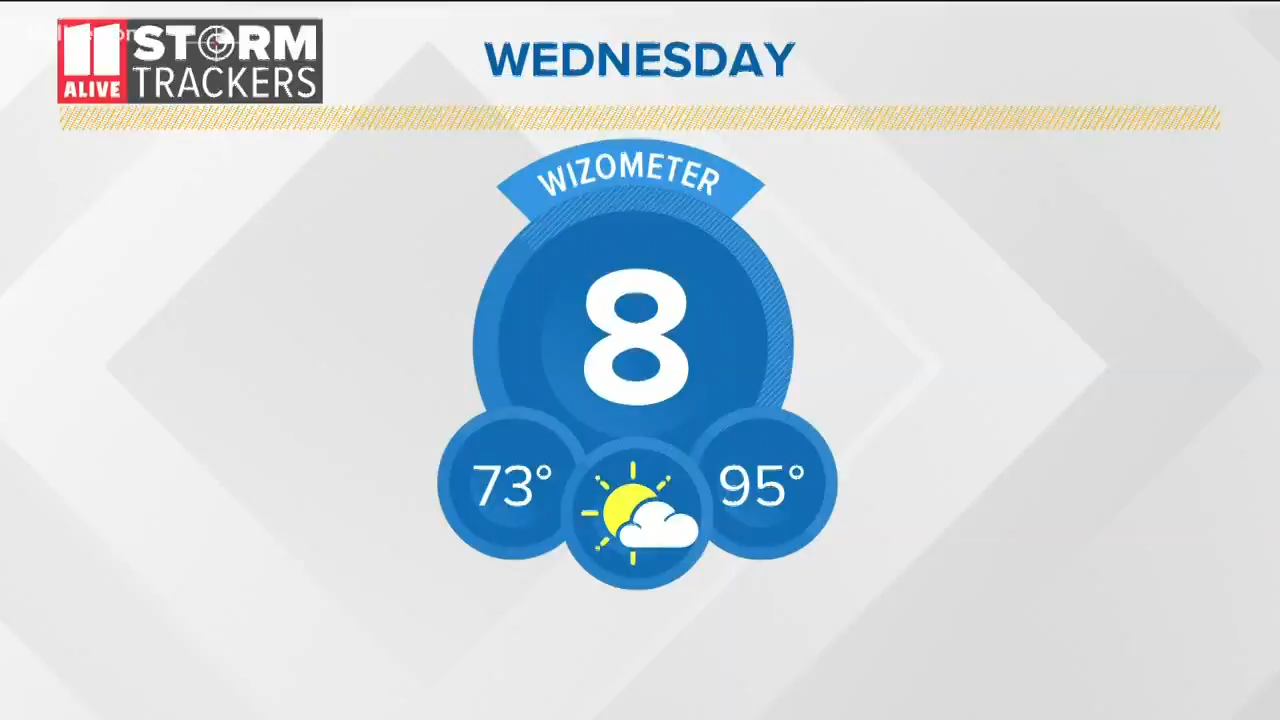 11 ALIVE
STORM
TRACKERS
WEDNESDAY
WIZOMETER
8
73°
95°